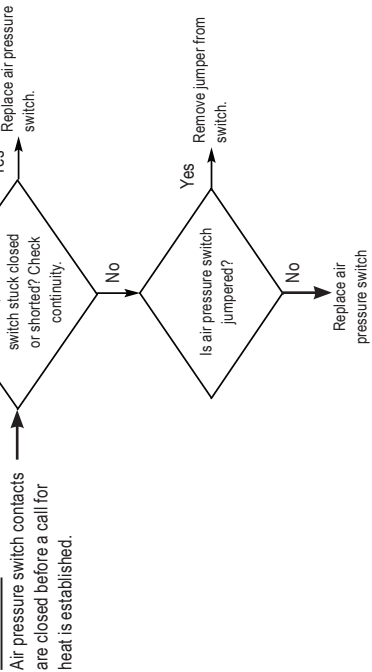 Air pressure switch contacts
are closed before a call for
heat is established.
switch stuck closed
or shorted? Check
continuity.
Yes
Replace air pressure
switch.
No
Is air pressure switch
jumpered?
Yes
Remove jumper from
switch.
No
Replace air
pressure switch